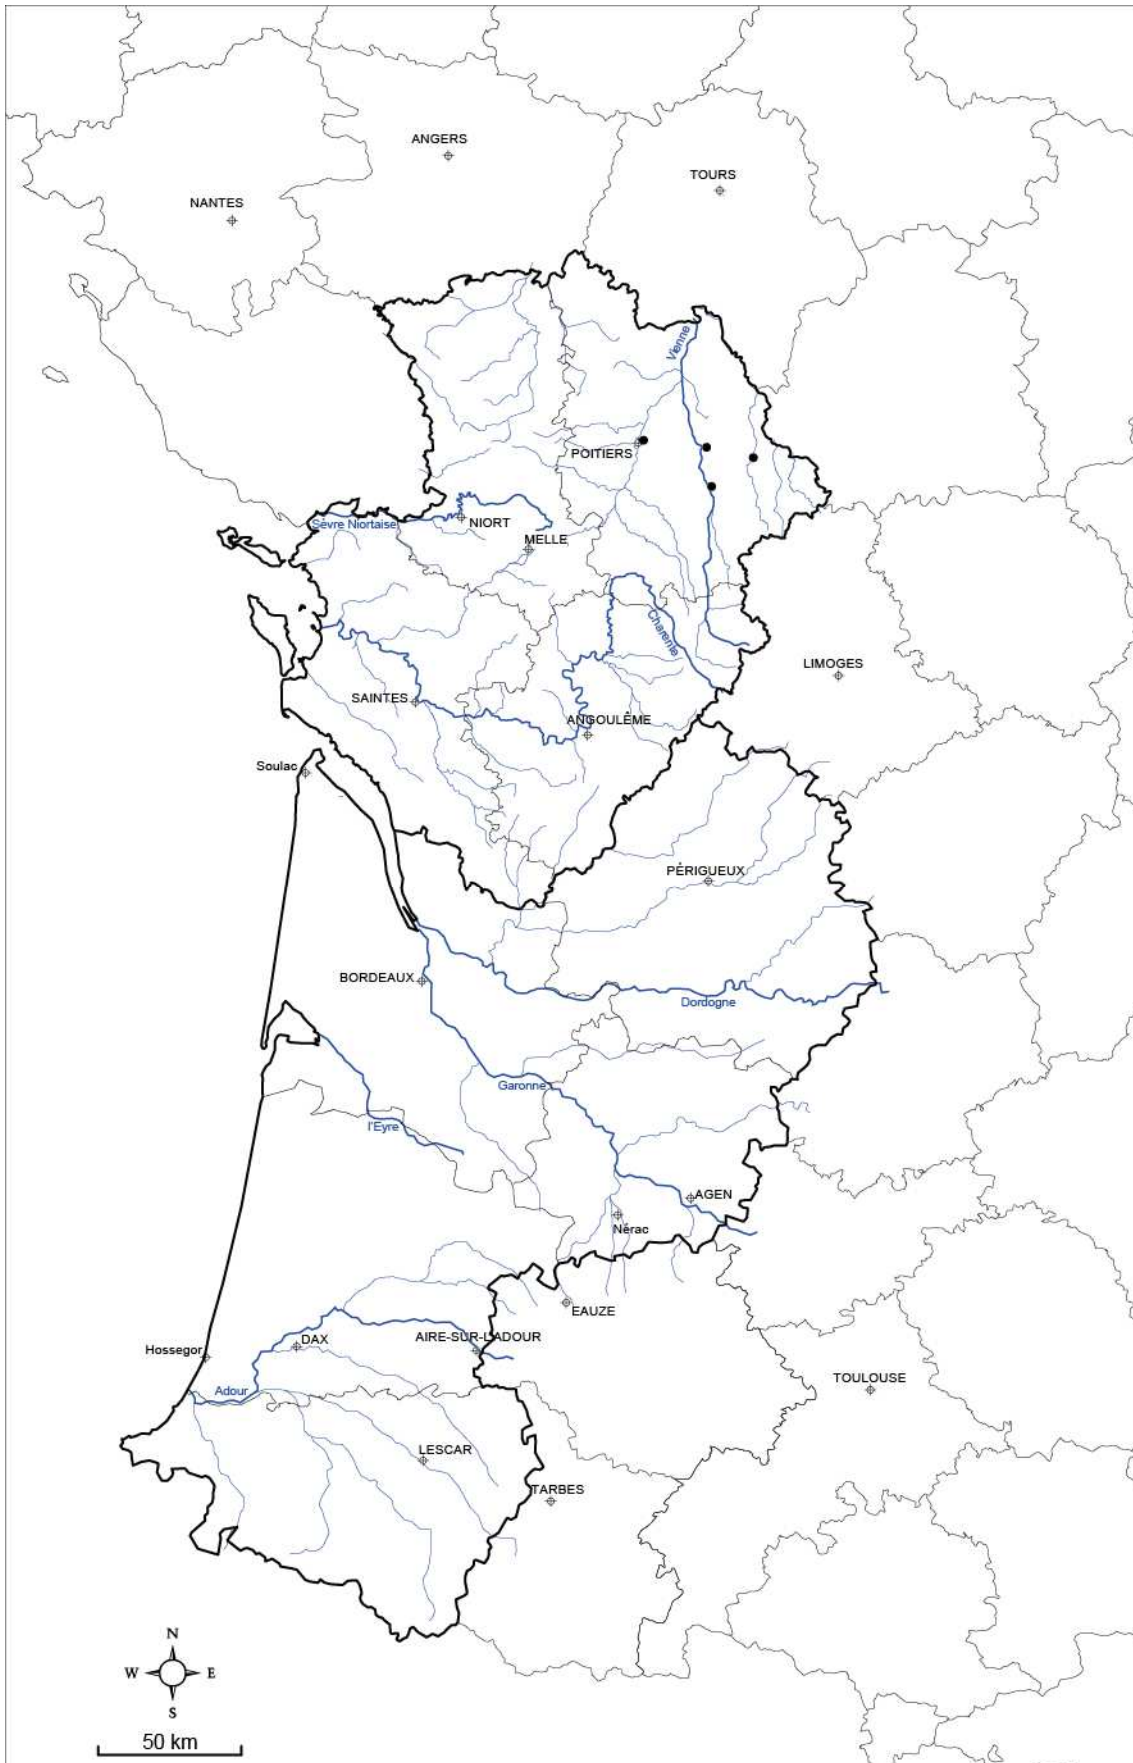 ANGERS
TOURS
NANTES
Vienne
POITIERS
Sèvre Niortaise
NIORT
MELLE
Charente
LIMOGES
SAINTES
ANGOULÊME
Soulac
PÉRIGUEUX
BORDEAUX
Dordogne
Garonne
l'Eyre
AGEN
Nérac
EAUZE
AIRE-SUR-L'ADOUR
DAX
Hossegor
TOULOUSE
Adour
LESCAR
TARBES
N
W E
S
50 km